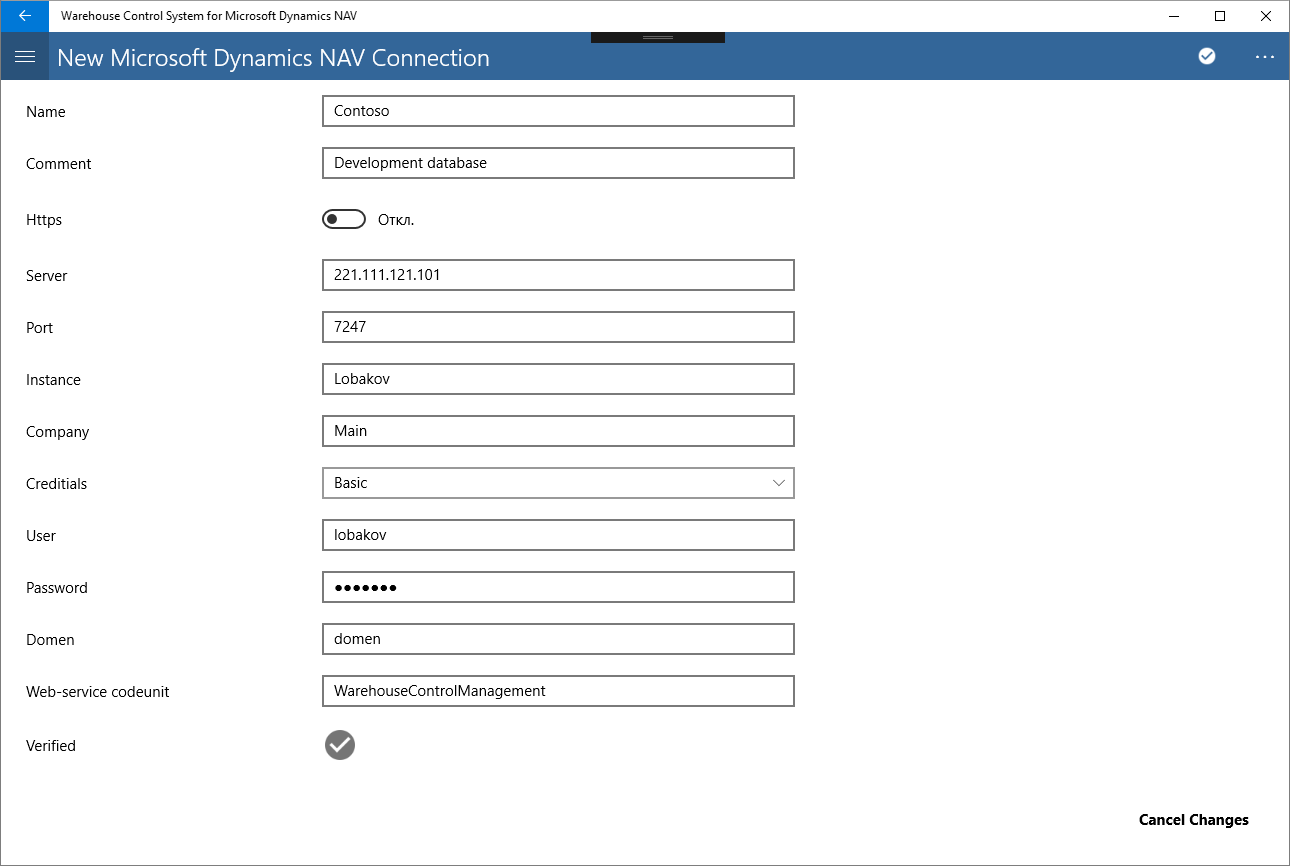 Warehouse Control System for Microsoft Dynamics NAV
New Microsoft Dynamics NAV Connection
Name Contoso
Comment Development database
Https Откл.
Server 221.111.121.101
Port 7247
Instance Lobakov
Company Main
Creditials Basic
User lobakov
Password ●●●●●●●
Domen domen
Web-service codeunit WarehouseControlManagement
Verified
Cancel Changes